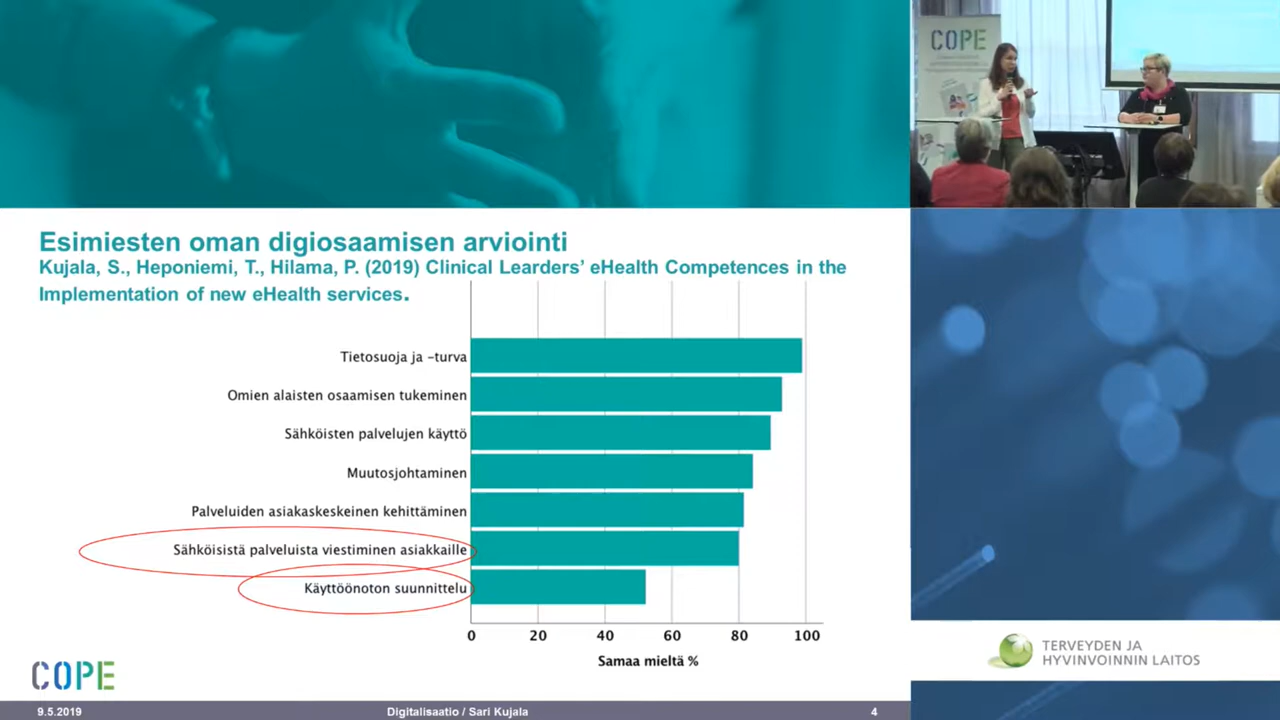 COPE
Esimiesten oman digiosaamisen arviointi
Kujala, S., Heponiemi, T., Hilama, P. (2019) Clinical Learders’ eHealth Competences in the
Implementation of new eHealth services.
Tietosuoja ja –turva
Omien alaisten osaamisen tukeminen
Sähköisten palvelujen käyttö
Muutosjohtaminen
Palveluiden asiakaskeskeinen kehittäminen
Sähköisistä palveluista viestiminen asiakkaille
Käyttöönoton suunnittelu
0 20 40 60 80 100
Samaa mieltä %
TERVEYDEN JA
HYVINVOINNIN LAITOS
COPE
9.5.2019 Digitalisaatio / Sari Kujala 4